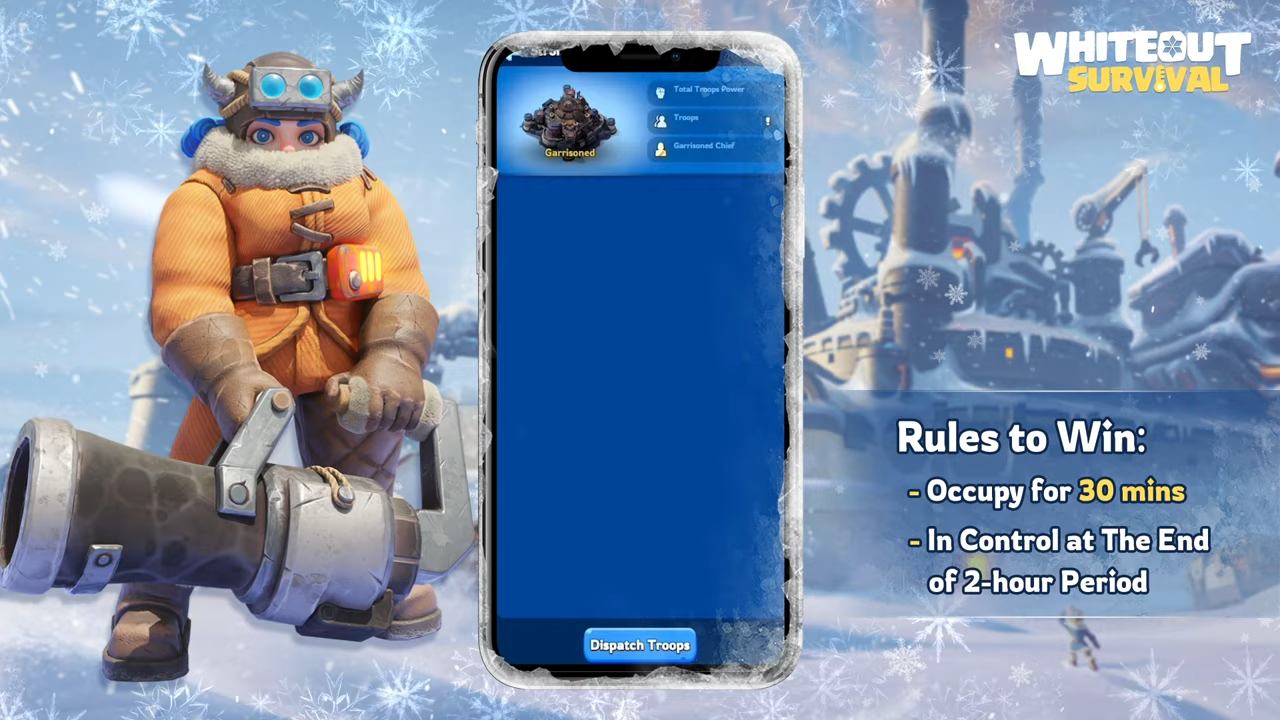 WHITEOUT
SURVIVAL
Total Troops Power
Troops
Garrisoned Chief
Garrisoned
Dispatch Troops
Rules to Win:
- Occupy for 30 mins
- In Control at The End
of 2-hour Period